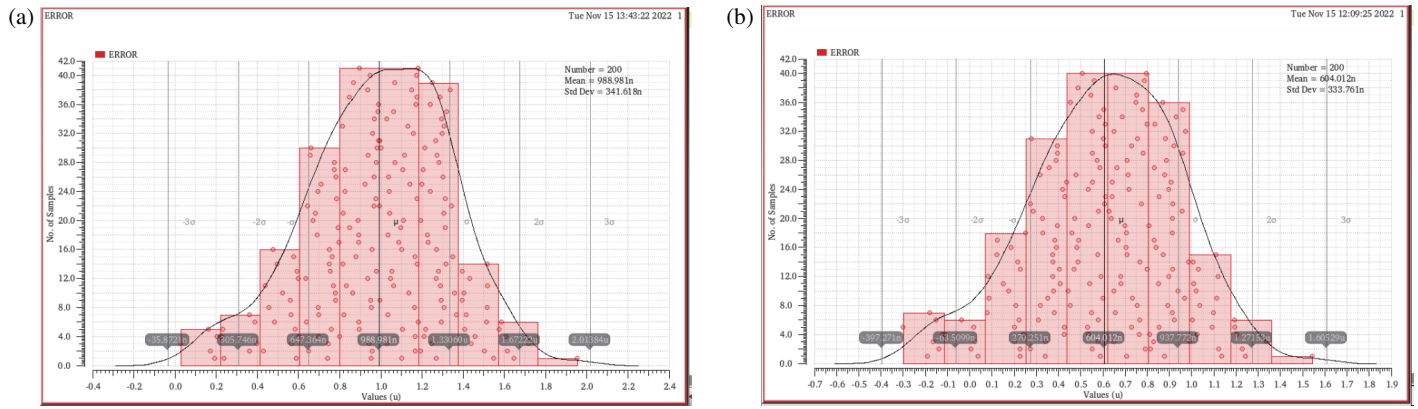 (a)
ERROR
Tue Nov 15 13:43:22 2022 1
ERROR
Number = 200
Mean = 988.981n
Std Dev = 341.618n
No. of Samples
42.0
40.0
36.0
32.0
28.0
24.0
20.0
16.0
12.0
8.0
4.0
0.0
-3σ -2σ -σ μ σ 2σ 3σ
-35.872n 305.746n 647.364n 988.981n 1.33060u 1.67222u 2.01384u
-0.4 -0.2 0.0 0.2 0.4 0.6 0.8 1.0 1.2 1.4 1.6 1.8 2.0 2.2 2.4
Values (u)
(b)
ERROR
Tue Nov 15 12:09:25 2022 1
ERROR
Number = 200
Mean = 604.012n
Std Dev = 333.761n
No. of Samples
42.0
40.0
36.0
32.0
28.0
24.0
20.0
16.0
12.0
8.0
4.0
0.0
-3σ -2σ -σ μ σ 2σ 3σ
-397.271n -63.5099n 270.251n 604.012n 937.772n 1.27153u 1.60529u
-0.7 -0.6 -0.5 -0.4 -0.3 -0.2 -0.1 0.0 0.1 0.2 0.3 0.4 0.5 0.6 0.7 0.8 0.9 1.0 1.1 1.2 1.3 1.4 1.5 1.6 1.7 1.8 1.9
Values (u)